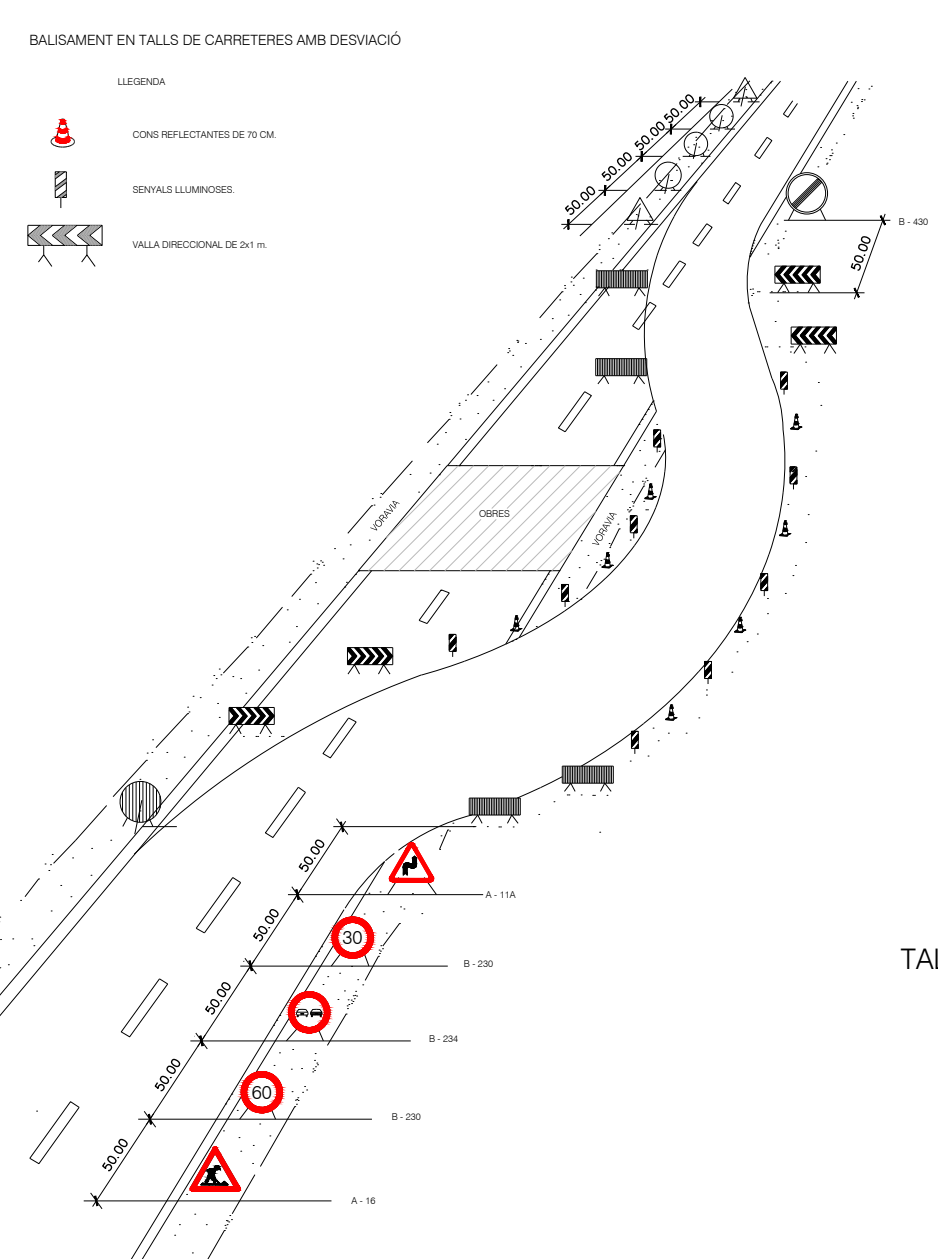 BALISAMENT EN TALLS DE CARRETERES AMB DESVIACIÓ
LLEGENDA
CONS REFLECTANTES DE 70 CM.
SENYALS LLUMINOSES.
VALLA DIRECCIONAL DE 2x1 m.
50.00
50.00
50.00
50.00
B - 430
50.00
VORAVIA
OBRES
VORAVIA
50.00
A - 11A
50.00
30
B - 230
50.00
B - 234
50.00
60
B - 230
50.00
A - 16
TAL